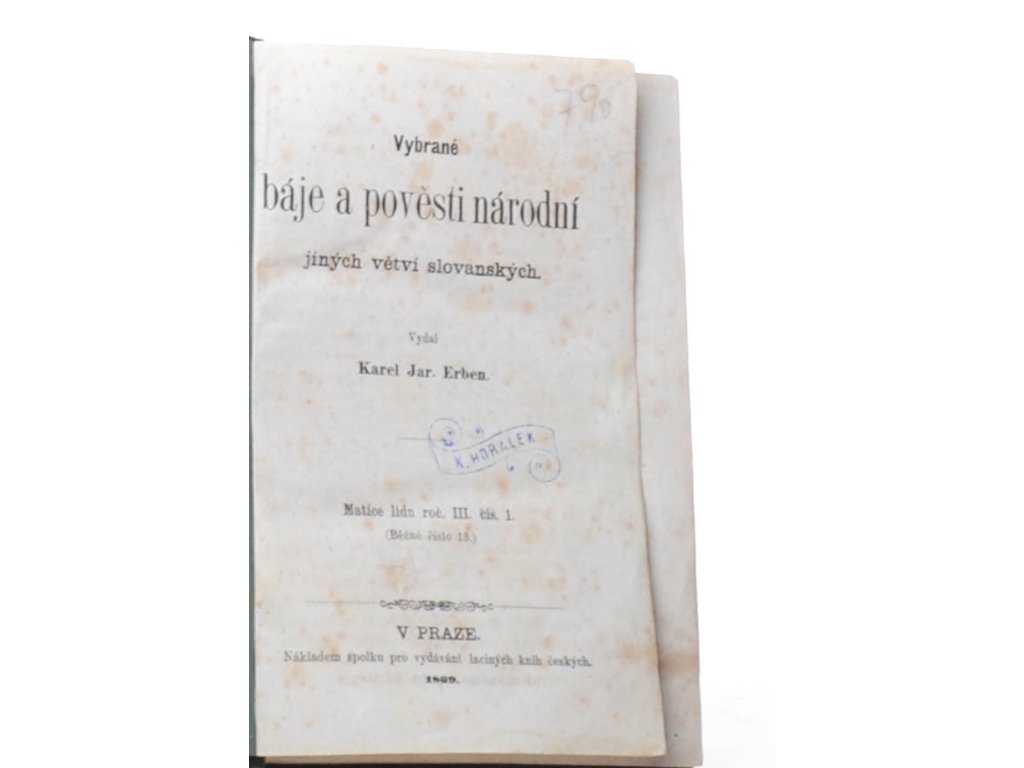 Vybrané
báje a pověsti národní
jiných větví slovanských.
Vydal
Karel Jar. Erben.
K. HORALEK
Matice lidu roč. III. čís. 1.
(Běžné číslo 13.)
V PRAZE.
Nákladem spolku pro vydávání laciných knih českých.
1869.